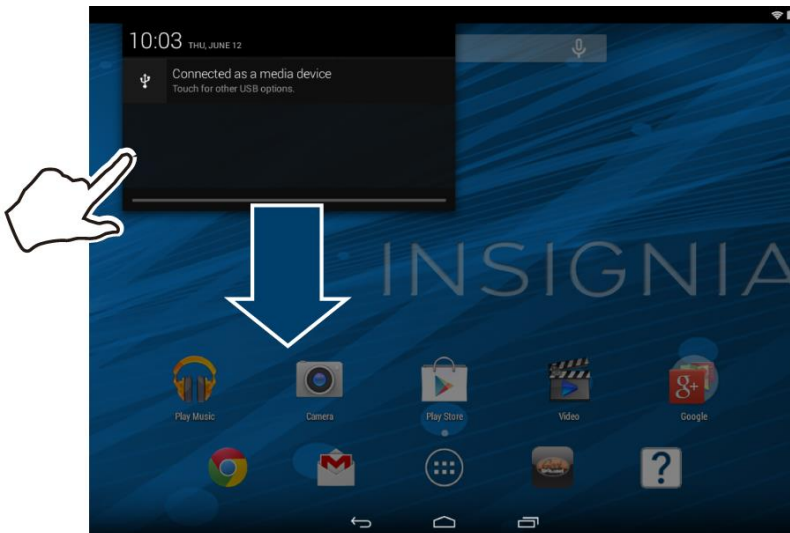 10:03 THU, JUNE 12
Connected as a media device
Touch for other USB options.
INSIGNIA
Play Music
Camera
Play Store
Video
g+
Google
?